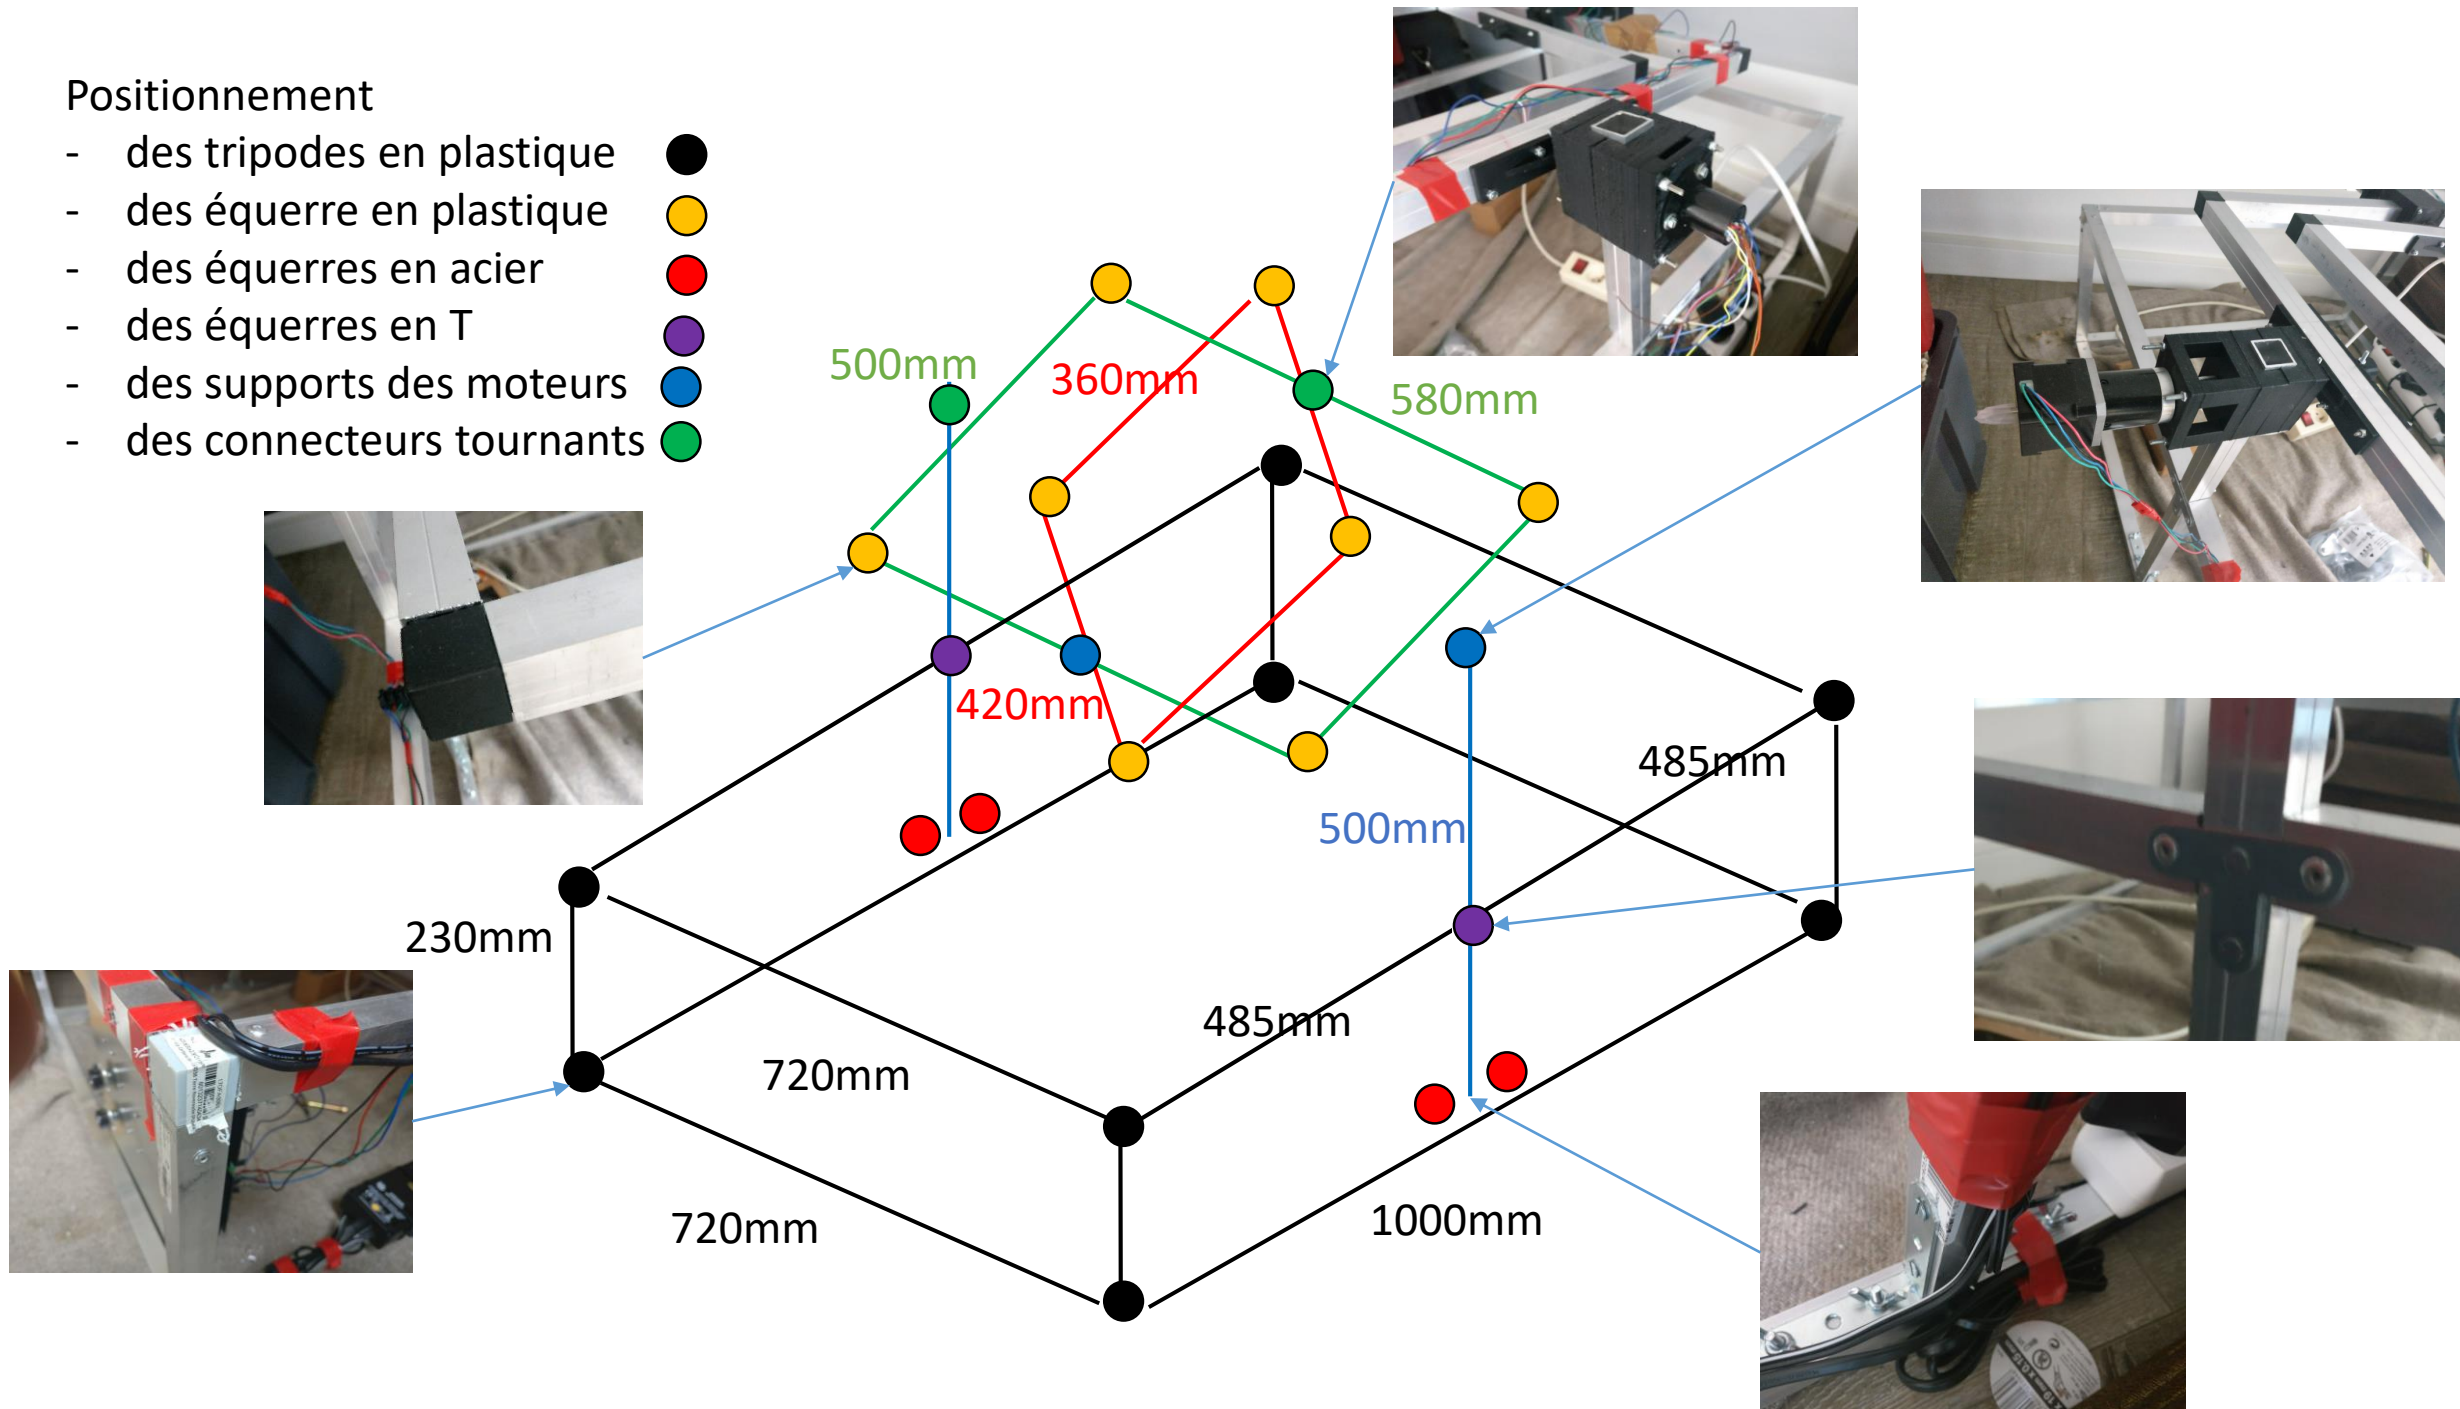 Positionnement
- des tripodes en plastique
- des équerre en plastique
- des équerres en acier
- des équerres en T
- des supports des moteurs
- des connecteurs tournants
500mm
360mm
580mm
420mm
485mm
500mm
230mm
485mm
720mm
720mm
1000mm